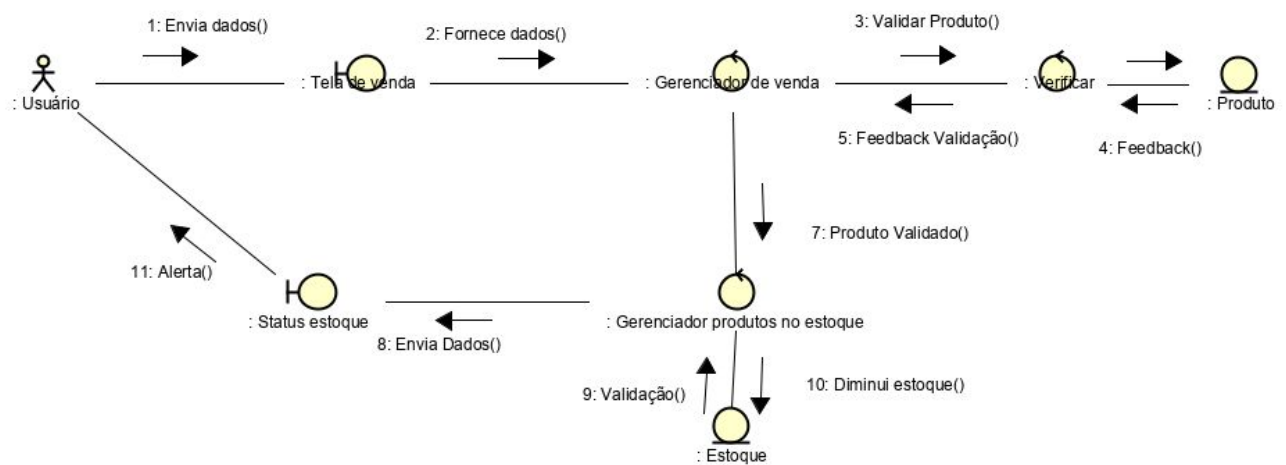 1: Envia dados()
2: Fornece dados()
3: Validar Produto()
: Usuário
: Tela de venda
: Gerenciador de venda
: Verificar
: Produto
5: Feedback Validação()
4: Feedback()
7: Produto Validado()
11: Alerta()
: Status estoque
: Gerenciador produtos no estoque
8: Envia Dados()
9: Validação()
10: Diminui estoque()
: Estoque